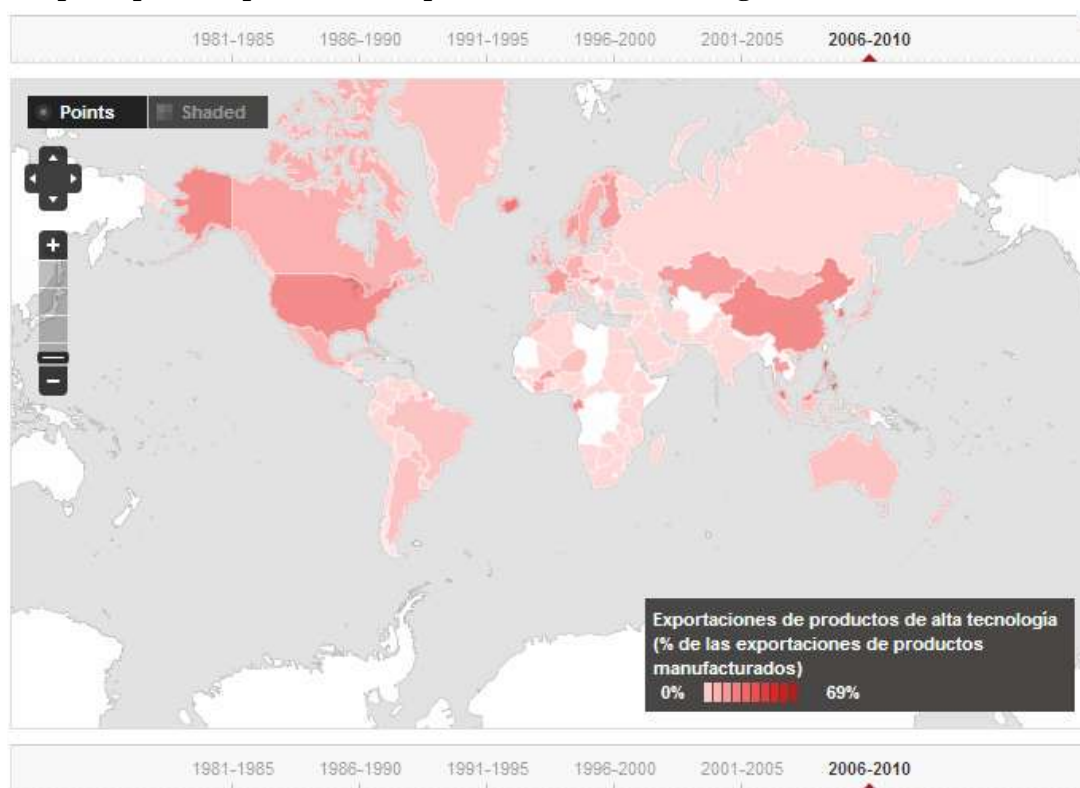 1981-1985 1986-1990 1991-1995 1996-2000 2001-2005 2006-2010
Points Shaded
+
−
Exportaciones de productos de alta tecnología
(% de las exportaciones de productos
manufacturados)
0% 69%
1981-1985 1986-1990 1991-1995 1996-2000 2001-2005 2006-2010